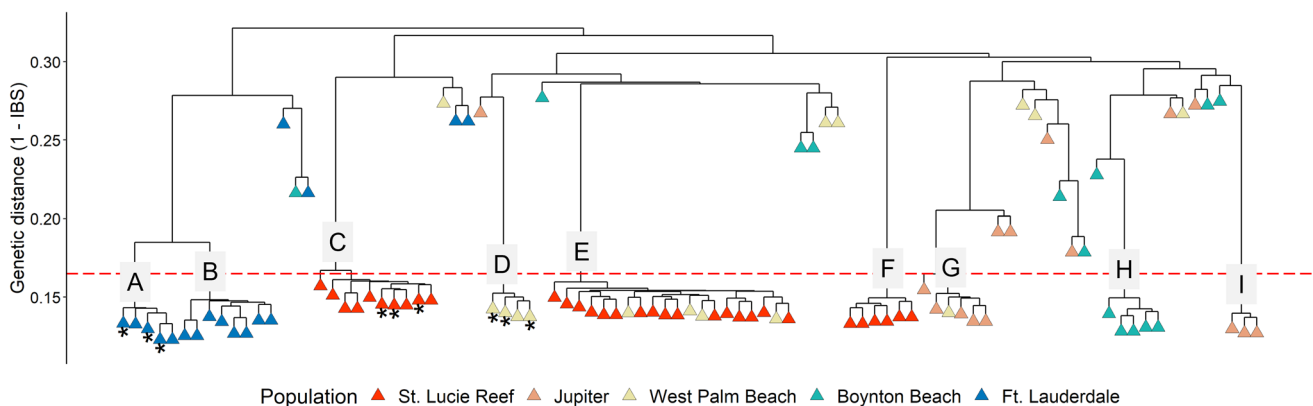 Genetic distance (1 - IBS)
0.30
0.25
0.20
0.15
A
B
C
D
E
F
G
H
I
* * *
* * *
* * *
Population St. Lucie Reef Jupiter West Palm Beach Boynton Beach Ft. Lauderdale